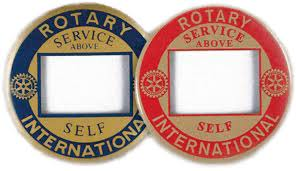 ROTARY
SERVICE
ABOVE
SELF
INTERNATIONAL
ROTARY
SERVICE
ABOVE
SELF
INTERNATIONAL